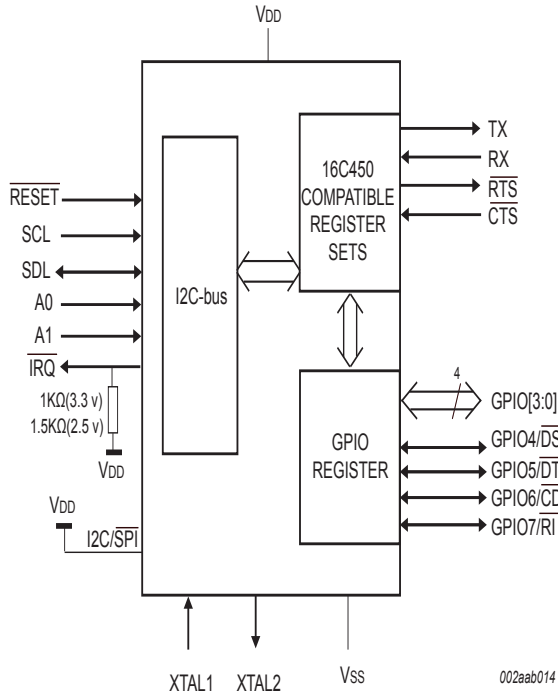 VDD
TX
RX
RTS
CTS
16C450
COMPATIBLE
REGISTER
SETS
RESET
SCL
SDL
A0
A1
IRQ
I2C-bus
1KΩ(3.3 v)
1.5KΩ(2.5 v)
VDD
4
GPIO[3:0]
GPIO4/DS
GPIO5/DT
GPIO6/CD
GPIO7/RI
GPIO
REGISTER
VDD
I2C/SPI
XTAL1
XTAL2
VSS
002aab014